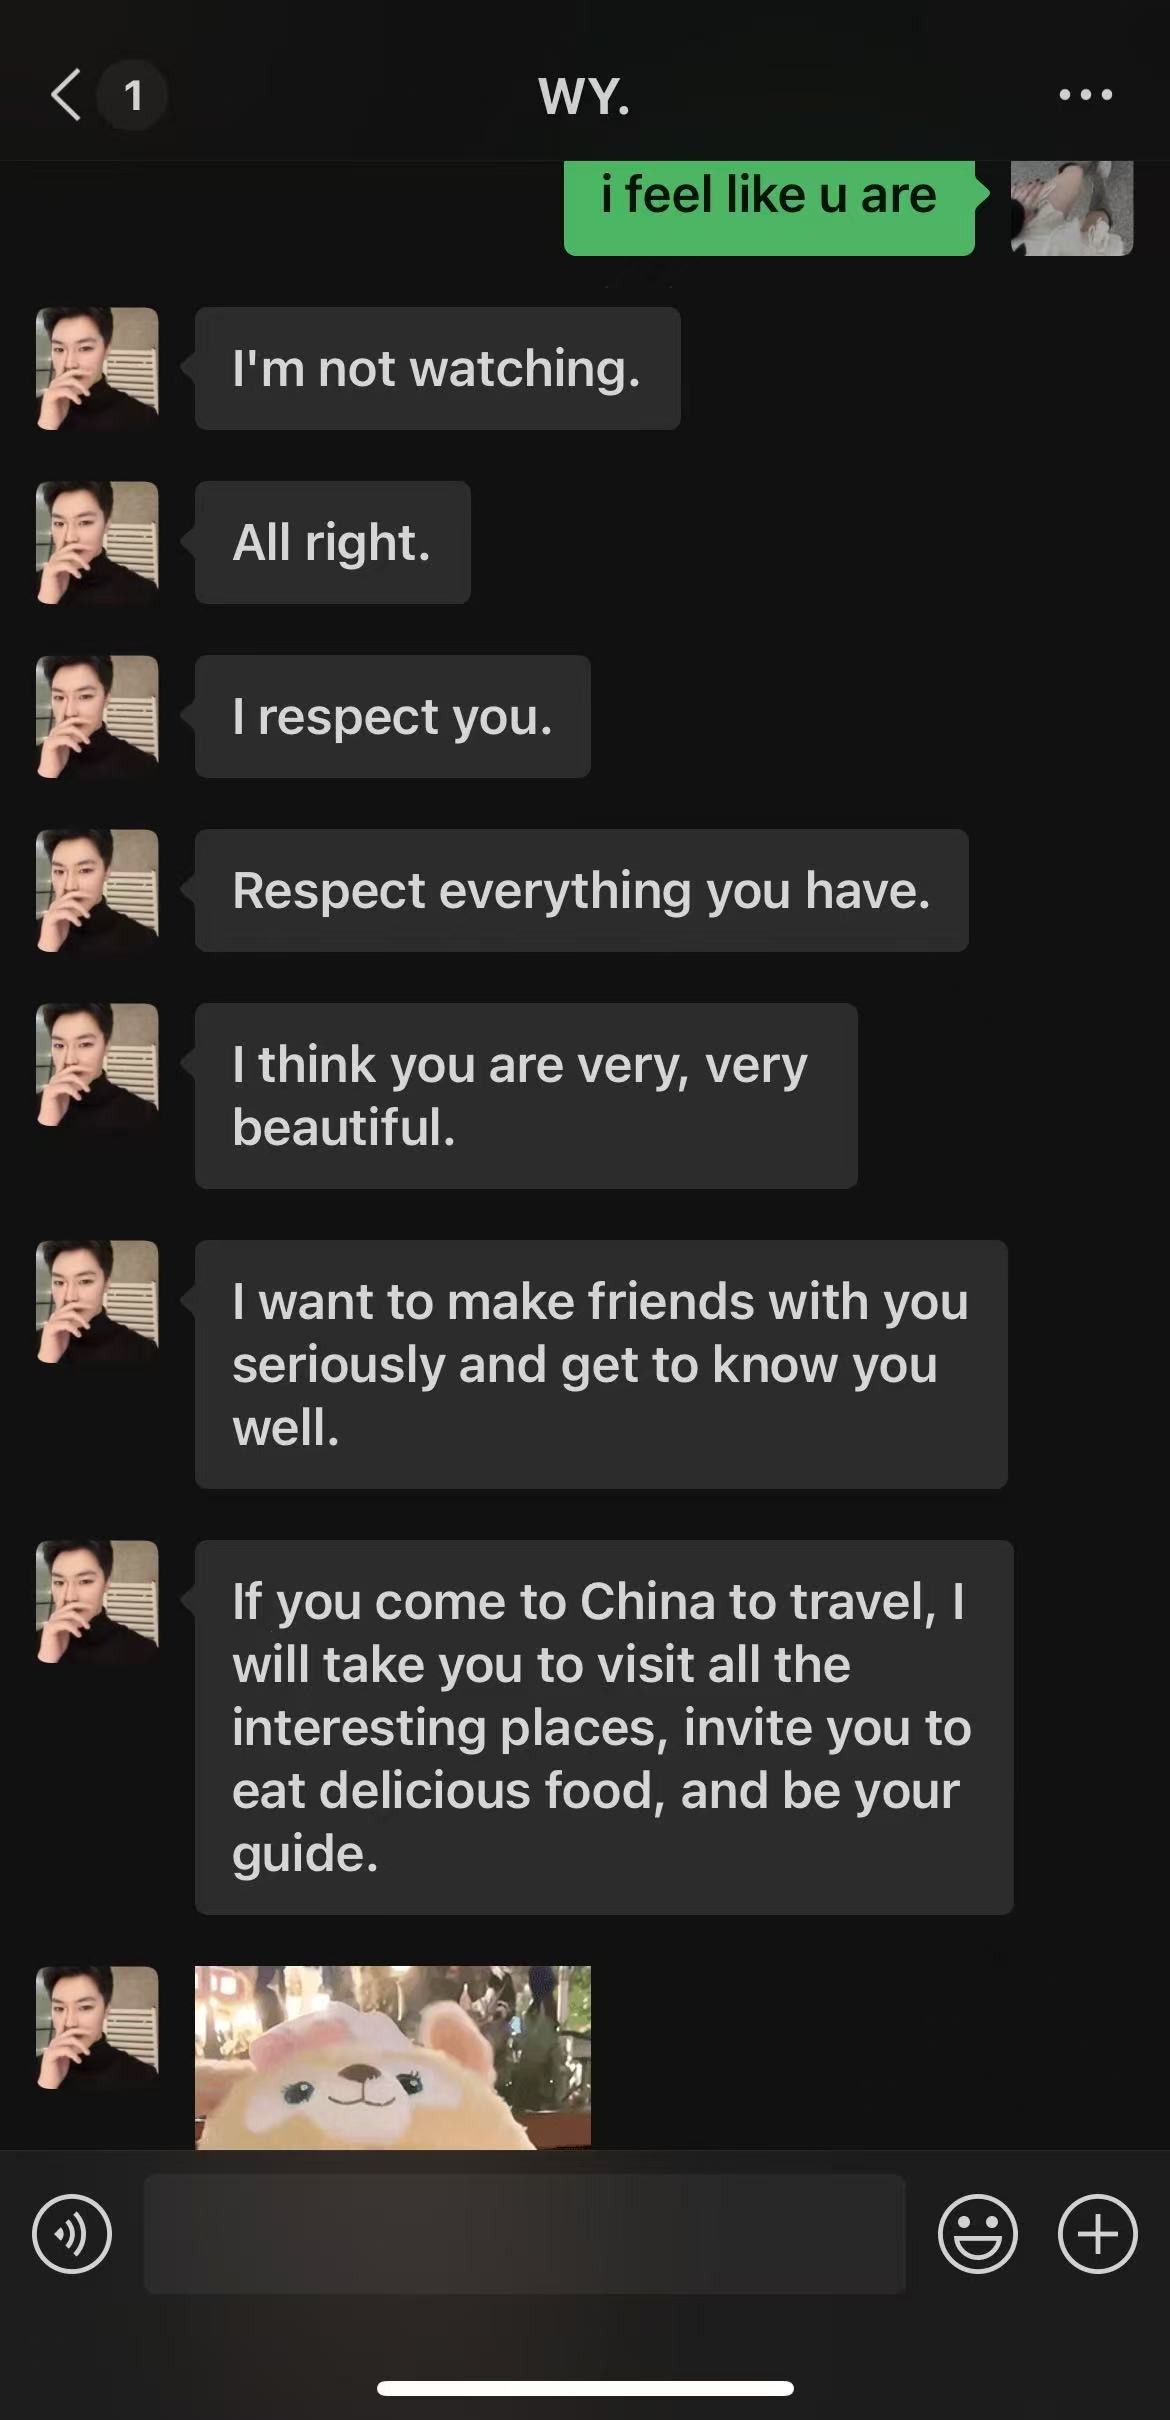 1
WY.
i feel like u are
I'm not watching.
All right.
I respect you.
Respect everything you have.
I think you are very, very
beautiful.
I want to make friends with you
seriously and get to know you
well.
If you come to China to travel, I
will take you to visit all the
interesting places, invite you to
eat delicious food, and be your
guide.